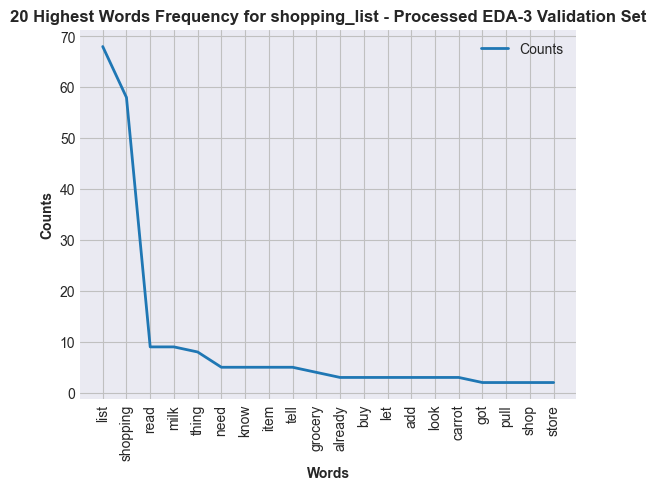 20 Highest Words Frequency for shopping_list - Processed EDA-3 Validation Set
Counts
70
60
50
40
30
20
10
0
Counts
list
shopping
read
milk
thing
need
know
item
tell
grocery
already
buy
let
add
look
carrot
got
pull
shop
store
Words